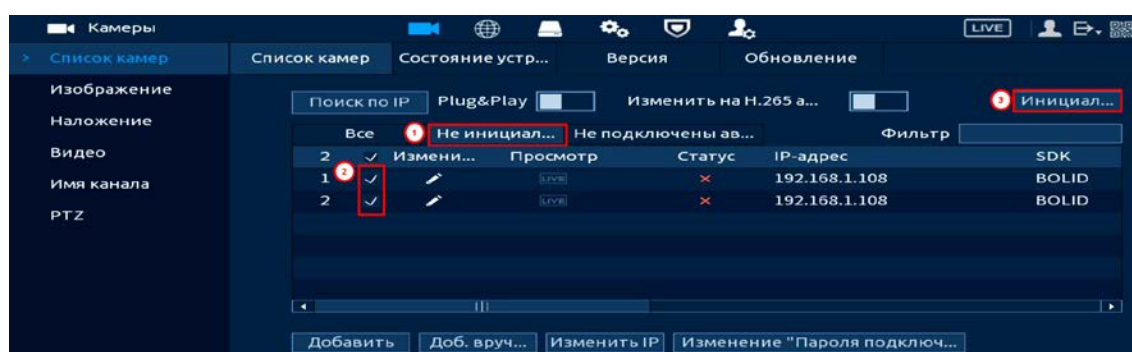 Камеры LIVE
> Список камер Список камер Состояние устр... Версия Обновление
Изображение
Поиск по IP Plug&Play Изменить на H.265 а... 3 Инициал...
Наложение
Все 1 Не инициал... Не подключены ав... Фильтр
Видео
2 Измени... Просмотр Статус IP-адрес SDK
Имя канала
1 2 LIVE 192.168.1.108 BOLID
2 LIVE 192.168.1.108 BOLID
PTZ
Добавить Доб. вруч... Изменить IP Изменение "Пароля подключ...